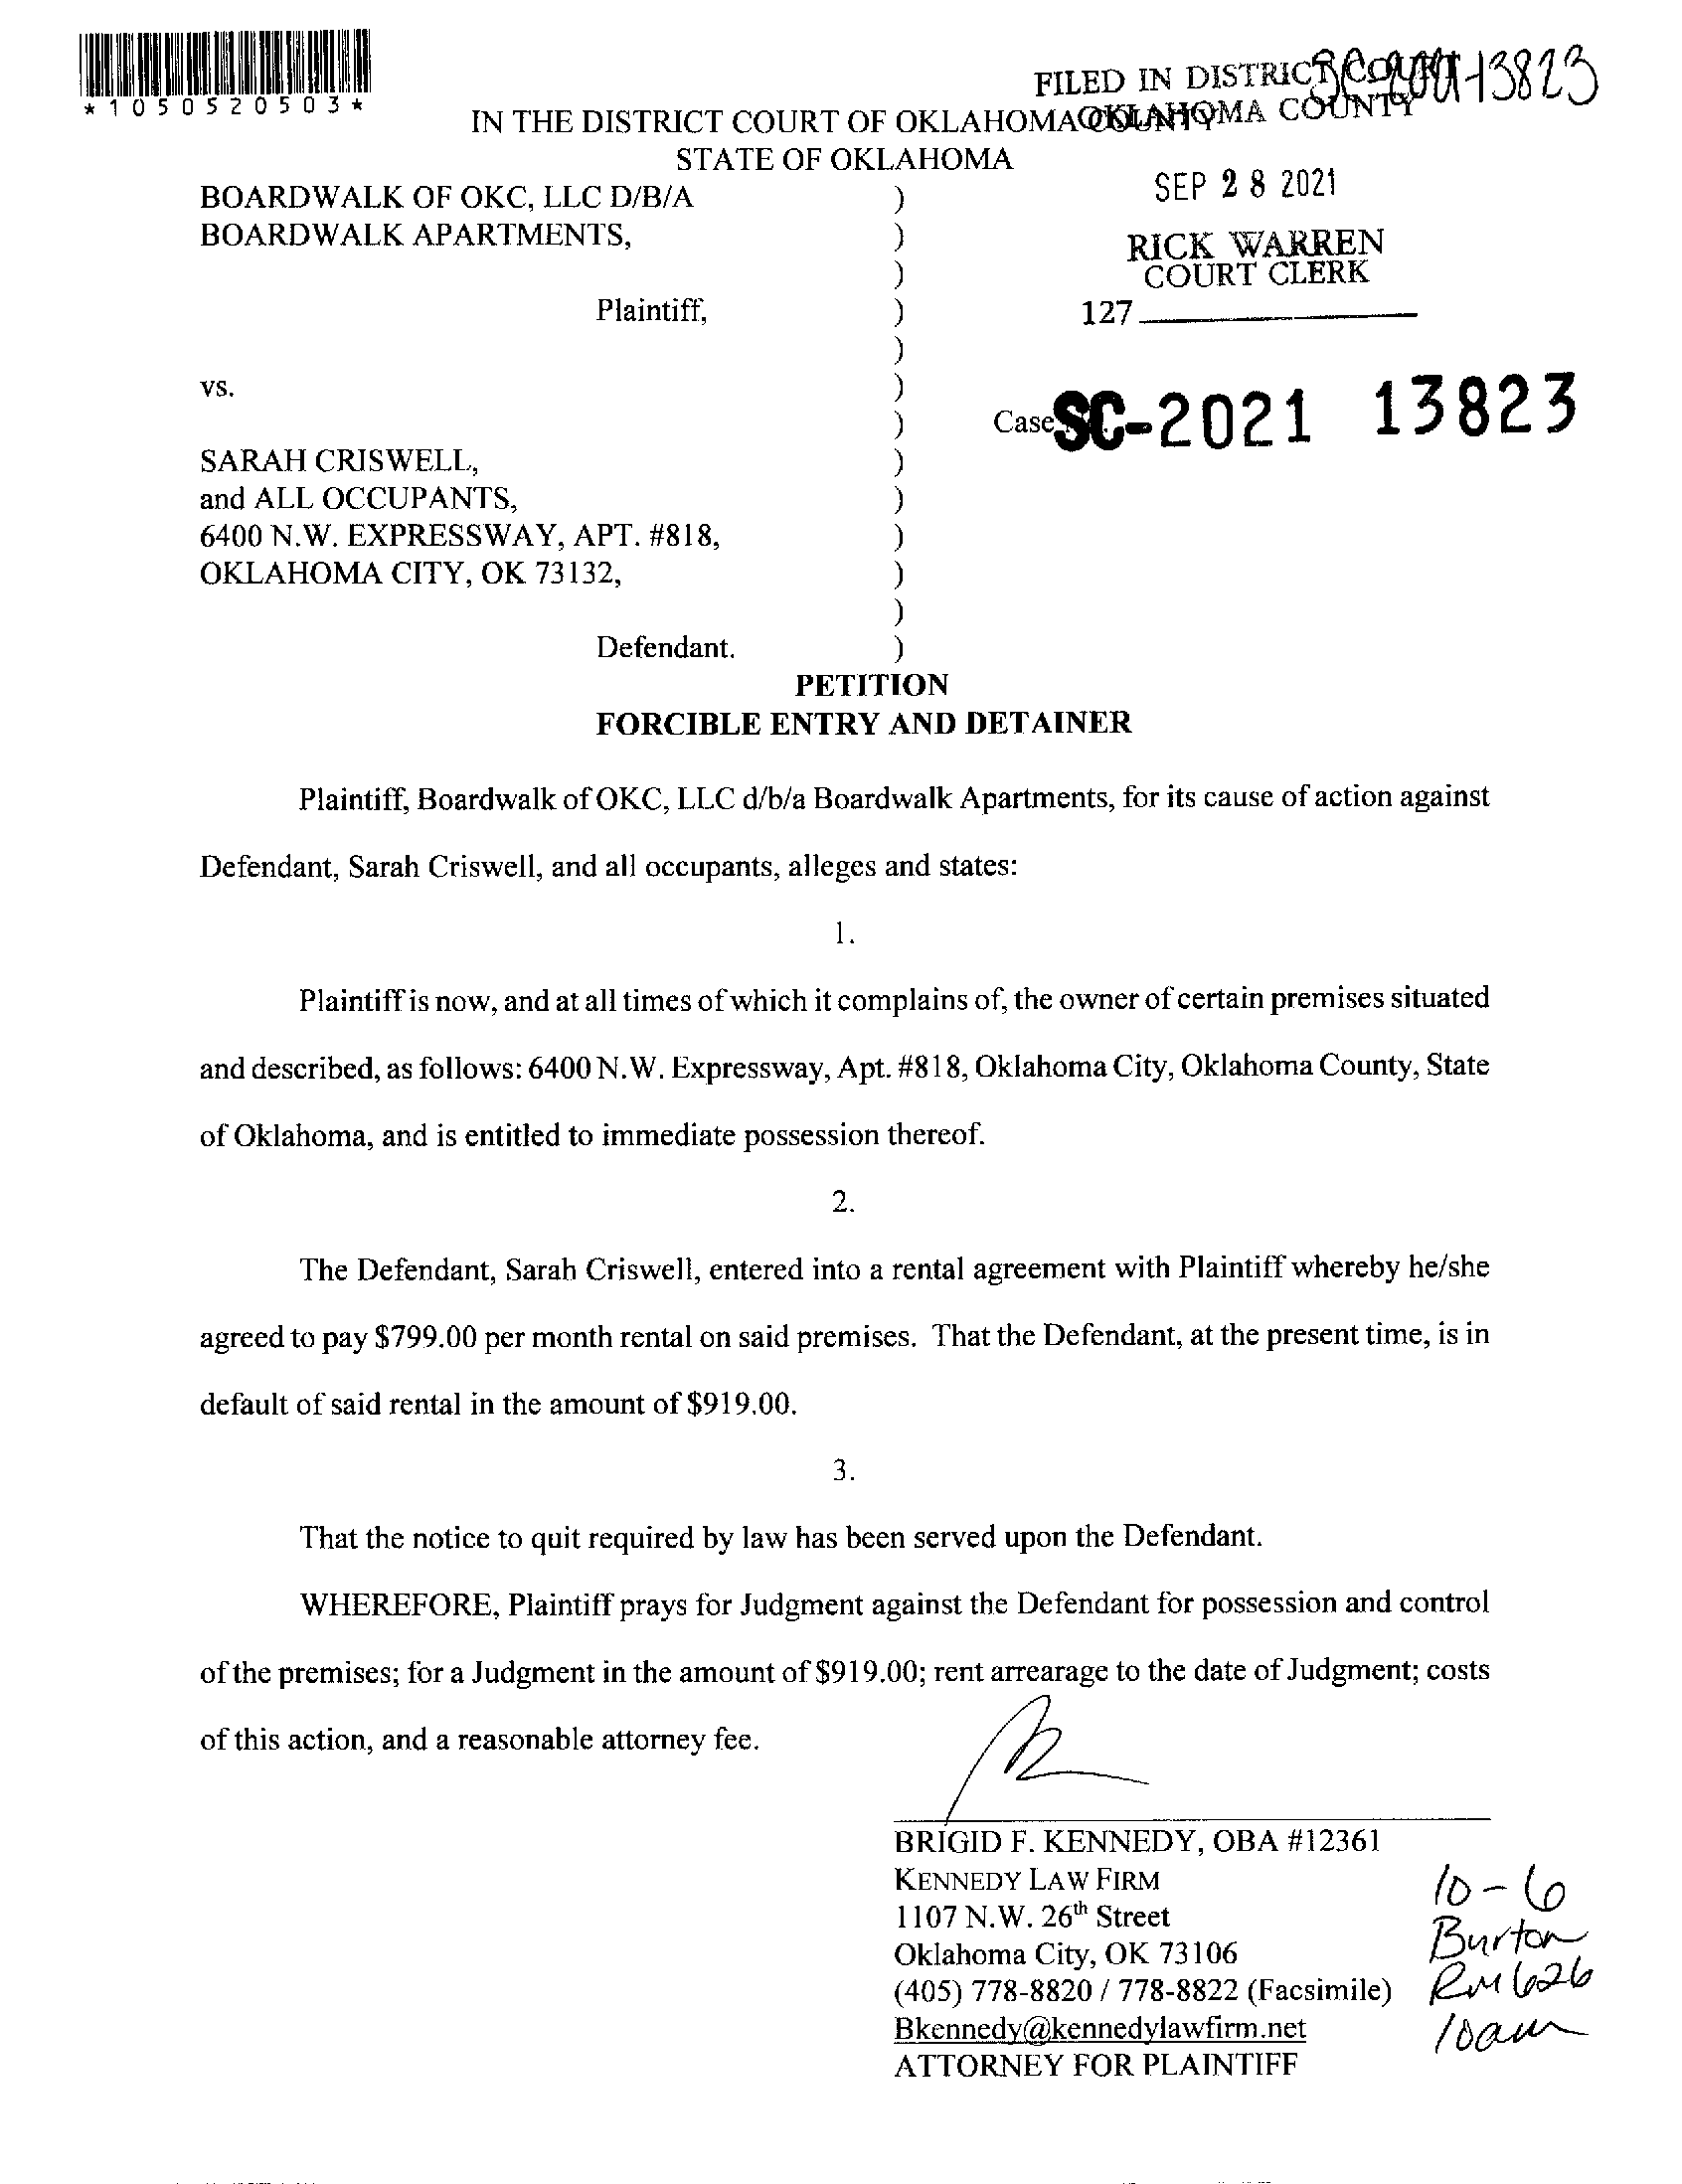 *1050520503*
SC-2021-13823
FILED IN DISTRICT COURT
OKLAHOMA COUNTY
IN THE DISTRICT COURT OF OKLAHOMA COUNTY
STATE OF OKLAHOMA
SEP 28 2021
RICK WARREN
COURT CLERK
127
BOARDWALK OF OKC, LLC D/B/A )
BOARDWALK APARTMENTS, )
)
Plaintiff, )
)
vs. )
) Case
SC-2021 13823
SARAH CRISWELL, )
and ALL OCCUPANTS, )
6400 N.W. EXPRESSWAY, APT. #818, )
OKLAHOMA CITY, OK 73132, )
)
Defendant. )
PETITION
FORCIBLE ENTRY AND DETAINER
Plaintiff, Boardwalk of OKC, LLC d/b/a Boardwalk Apartments, for its cause of action against
Defendant, Sarah Criswell, and all occupants, alleges and states:
1.
Plaintiff is now, and at all times of which it complains of, the owner of certain premises situated
and described, as follows: 6400 N.W. Expressway, Apt. #818, Oklahoma City, Oklahoma County, State
of Oklahoma, and is entitled to immediate possession thereof.
2.
The Defendant, Sarah Criswell, entered into a rental agreement with Plaintiff whereby he/she
agreed to pay $799.00 per month rental on said premises. That the Defendant, at the present time, is in
default of said rental in the amount of $919.00.
3.
That the notice to quit required by law has been served upon the Defendant.
WHEREFORE, Plaintiff prays for Judgment against the Defendant for possession and control
of the premises; for a Judgment in the amount of $919.00; rent arrearage to the date of Judgment; costs
of this action, and a reasonable attorney fee.
BRIGID F. KENNEDY, OBA #12361
KENNEDY LAW FIRM
1107 N.W. 26th Street
Oklahoma City, OK 73106
(405) 778-8820 / 778-8822 (Facsimile)
Bkennedy@kennedylawfirm.net
ATTORNEY FOR PLAINTIFF
10-6
Burton
Rm 626
10am